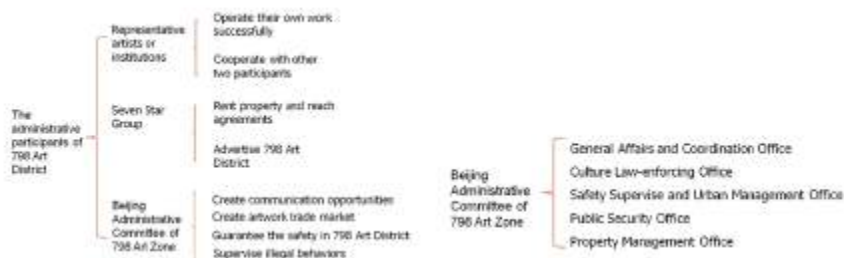 The
administrative
participants of
798 Art
District
Representative
artists or
institutions
Operate their own work
successfully
Cooperate with other
two participants
Seven Star
Group
Rent property and reach
agreements
Advertise 798 Art
District
Beijing
Administrative
Committee of
798 Art Zone
Create communication opportunities
Create artwork trade market
Guarantee the safety in 798 Art District
Supervise illegal behaviors
Beijing
Administrative
Committee of
798 Art Zone
General Affairs and Coordination Office
Culture Law-enforcing Office
Safety Supervise and Urban Management Office
Public Security Office
Property Management Office